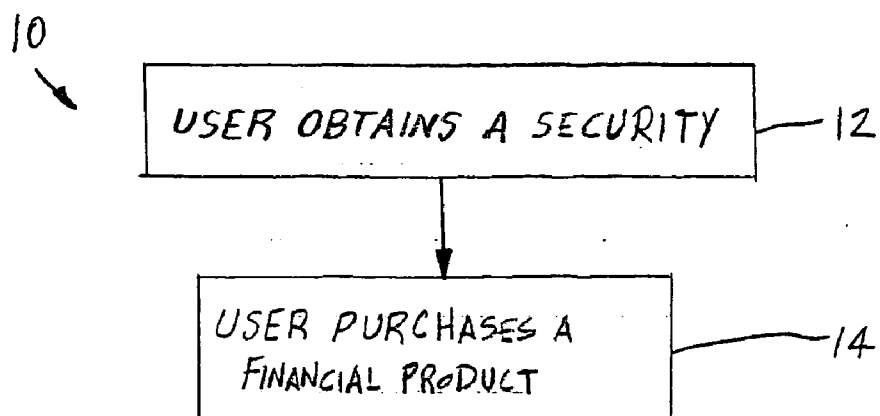 10
USER OBTAINS A SECURITY
12
USER PURCHASES A
FINANCIAL PRODUCT
14